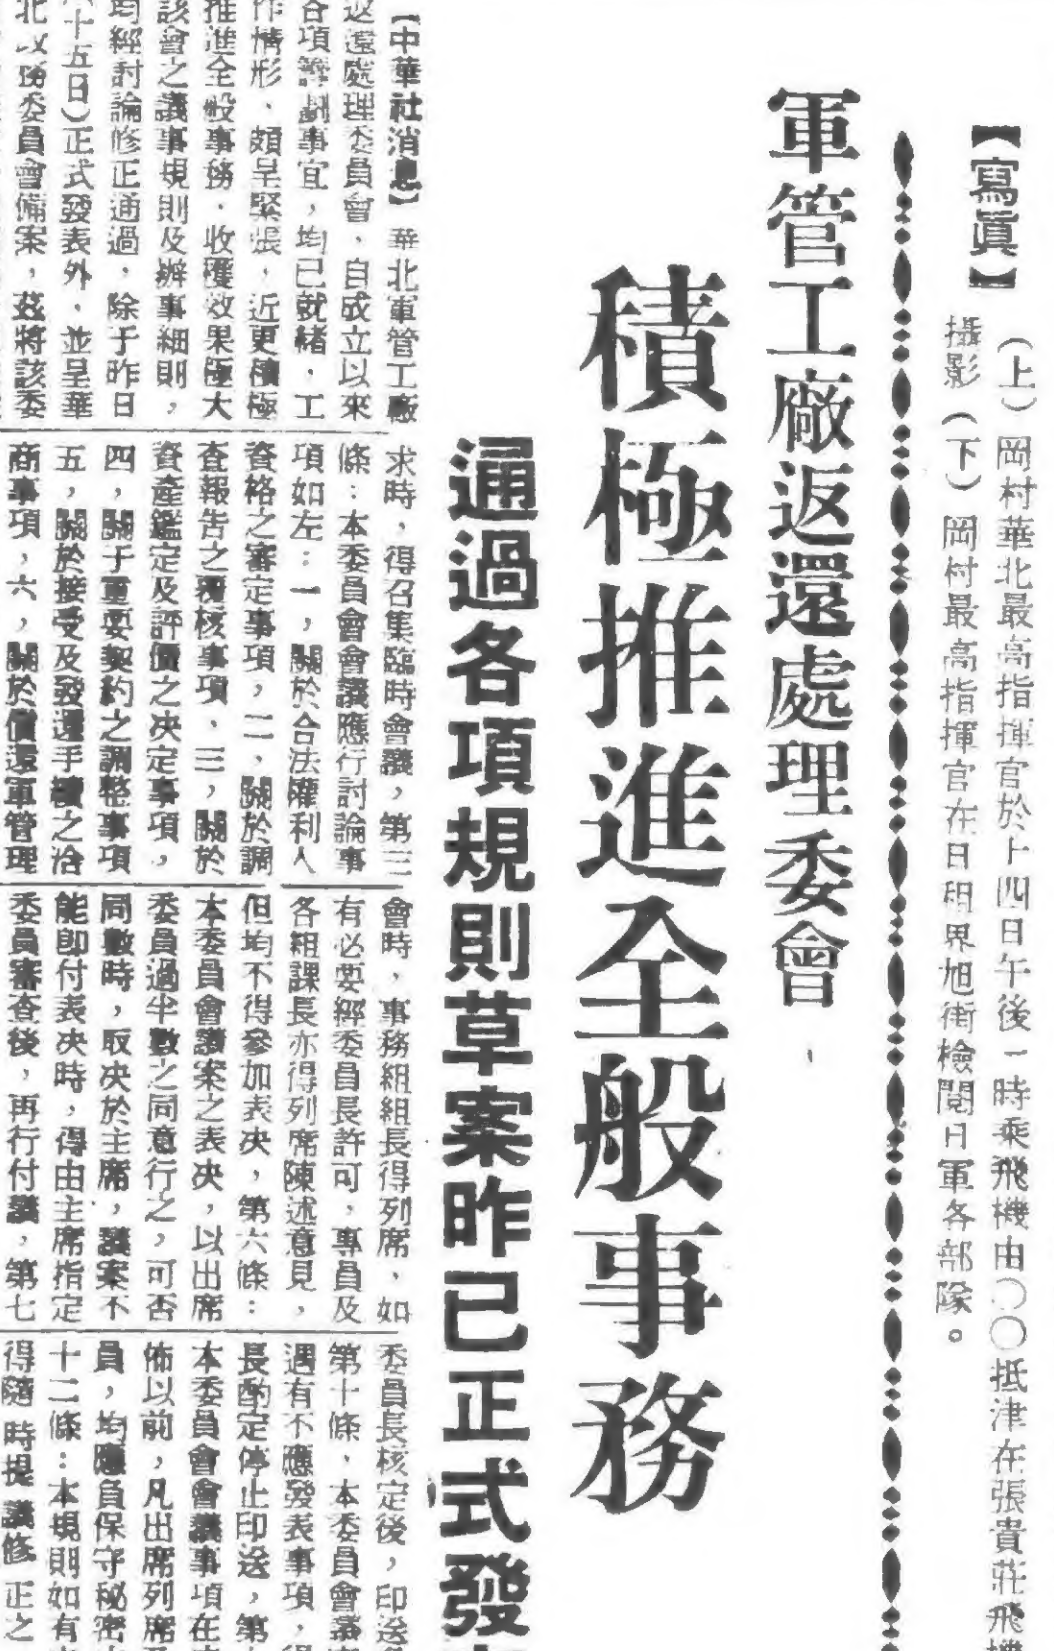 【寫眞】
（上）岡村華北最高指揮官於十四日午後一時乘飛機由〇〇抵津在張貴莊飛機
攝影（下）岡村最高指揮官在日租界旭街檢閱日軍各部隊。
軍管工廠返還處理委會
積極推進全般事務
通過各項規則草案昨已正式發
【中華社消息】華北軍管工廠
返還處理委員會，自成立以來
各項籌劃事宜，均已就緒，工
作情形，頗呈緊張，近更積極
推進全般事務，收獲效果極大
該會之議事規則及辦事細則，
均經討論修正通過，除于昨日
十五日）正式發表外，並呈華
北政務委員會備案，茲將該委
求時，得召集臨時會議，第三
條：本委員會會議應行討論事
項如左：一，關於合法權利人
資格之審定事項，二，關於調
查報告之覆核事項，三，關於
資產鑑定及評價之決定事項，
四，關于重要契約之調整事項
五，關於接受及發還手續之洽
商事項，六，關於償還軍管理
會時，事務組組長得列席，如
有必要經委員長許可，專員及
各組課長亦得列席陳述意見，
但均不得參加表決，第六條：
本委員會議案之表決，以出席
委員過半數之同意行之，可否
同數時，取決於主席，議案不
能即付表決時，得由主席指定
委員審查後，再行付議，第七
委員長核定後，印送
第十條，本委員會議
遇有不應發表事項，得
長酌定停止印送，第
本委員會會議事項在
佈以前，凡出席列席
員，均應負保守秘密
十二條：本規則如有
得隨時提議修正之